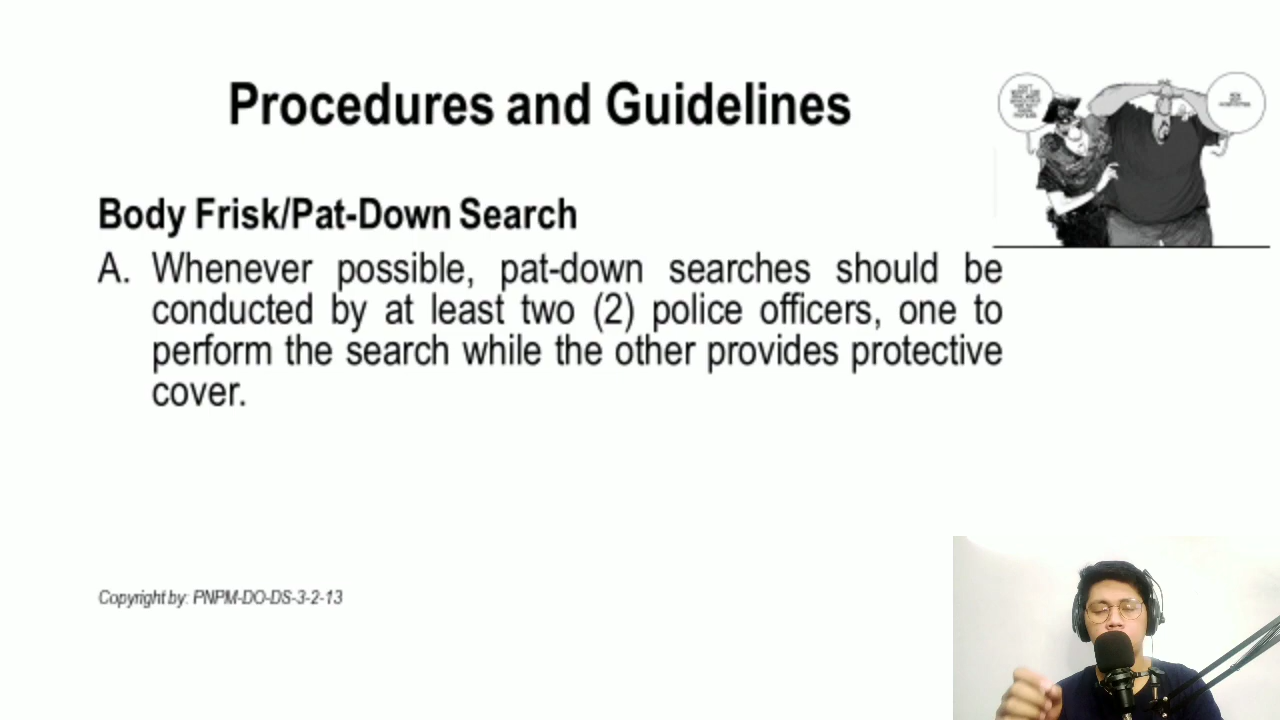 Procedures and Guidelines
Body Frisk/Pat-Down Search
A. Whenever possible, pat-down searches should be
conducted by at least two (2) police officers, one to
perform the search while the other provides protective
cover.
Copyright by: PNPM-DO-DS-3-2-13